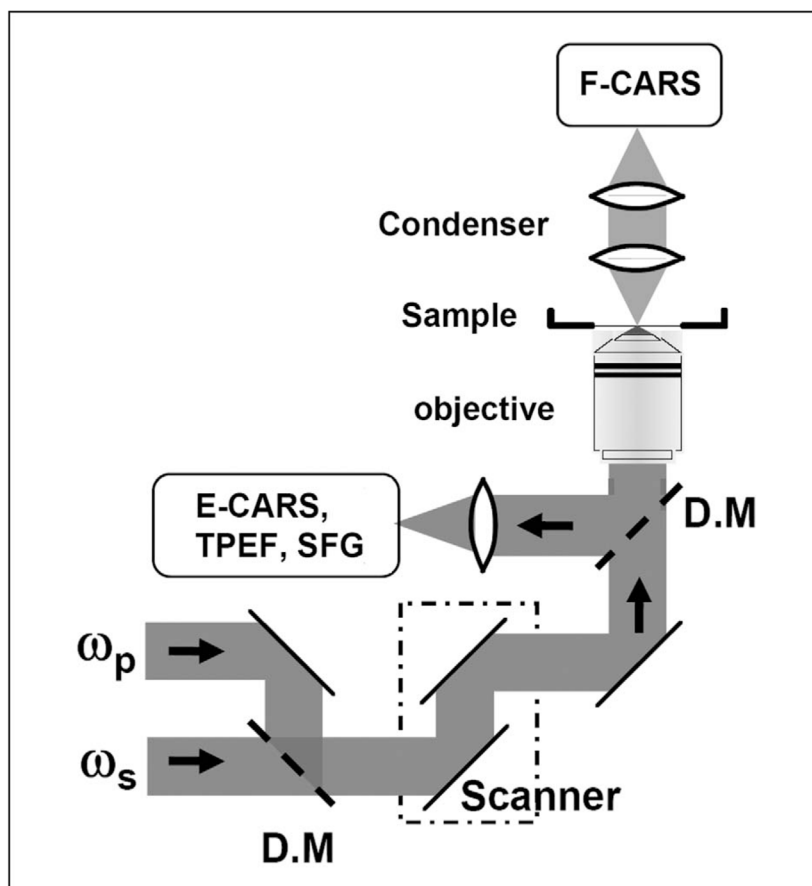 F-CARS
Condenser
Sample
objective
D.M
E-CARS,
TPEF, SFG
ωp
ωs
Scanner
D.M